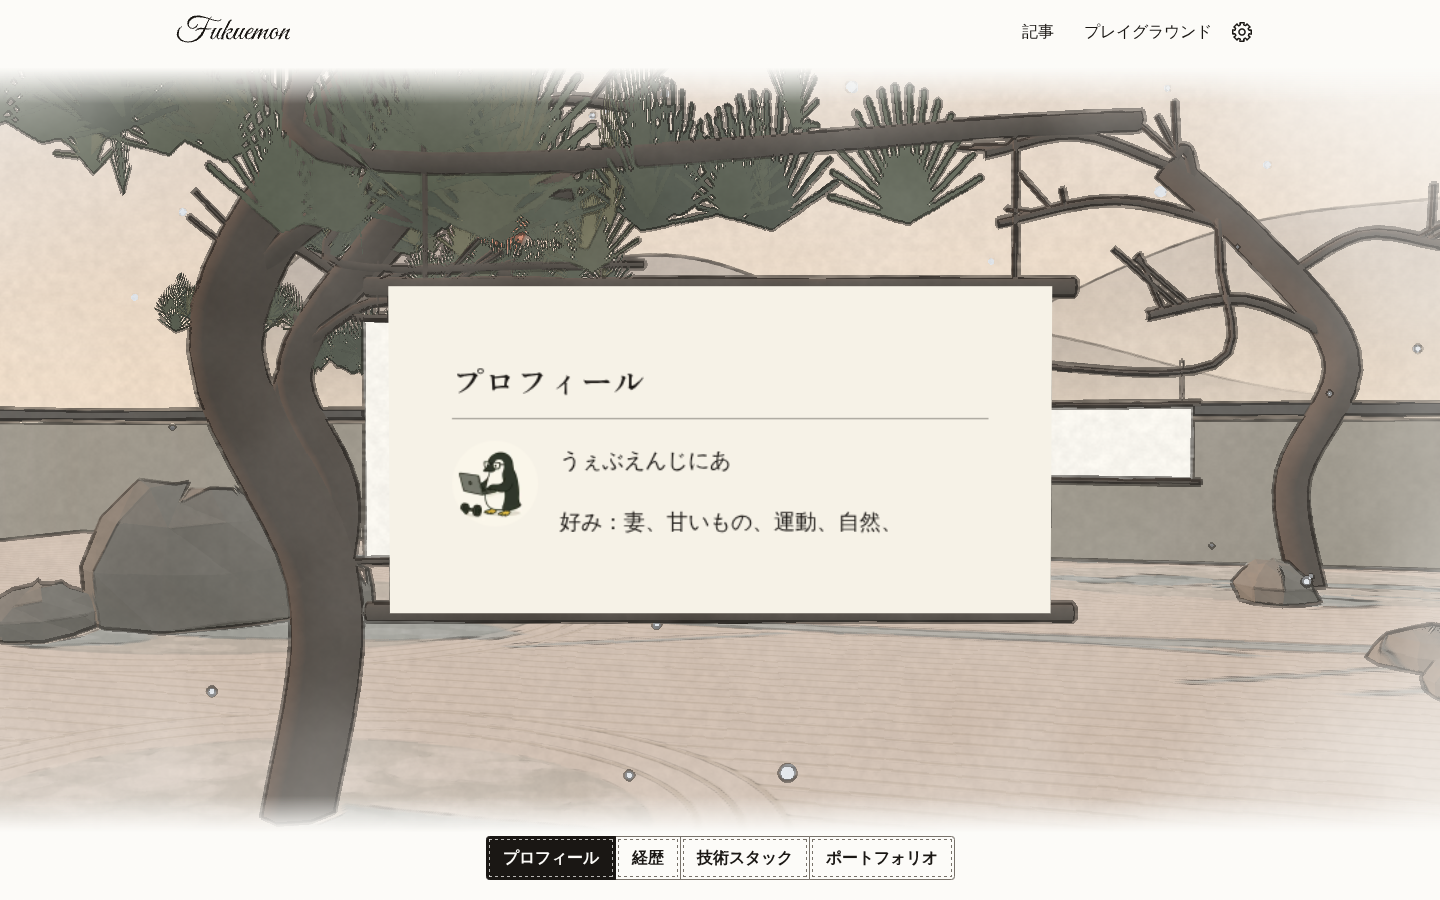 Fukuemon
記事
プレイグラウンド
プロフィール
うぇぶえんじにあ
好み：妻、甘いもの、運動、自然、
プロフィール
経歴
技術スタック
ポートフォリオ